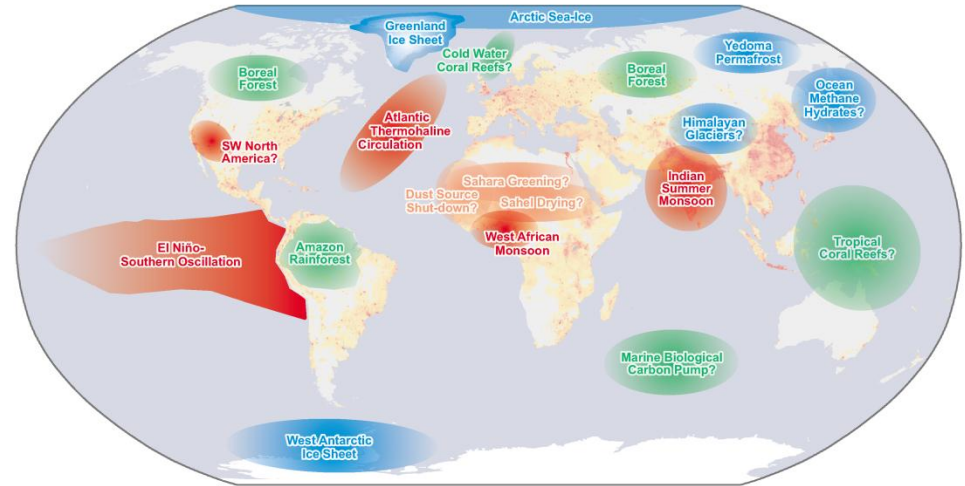 Arctic Sea-Ice
Greenland
Ice Sheet
Cold Water
Coral Reefs?
Yedoma
Permafrost
Boreal
Forest
Boreal
Forest
Ocean
Methane
Hydrates?
Atlantic
Thermohaline
Circulation
Himalayan
Glaciers?
SW North
America?
Sahara Greening?
Dust Source
Shut-down?
Sahel Drying?
Indian
Summer
Monsoon
West African
Monsoon
El Niño-
Southern Oscillation
Amazon
Rainforest
Tropical
Coral Reefs?
Marine Biological
Carbon Pump?
West Antarctic
Ice Sheet